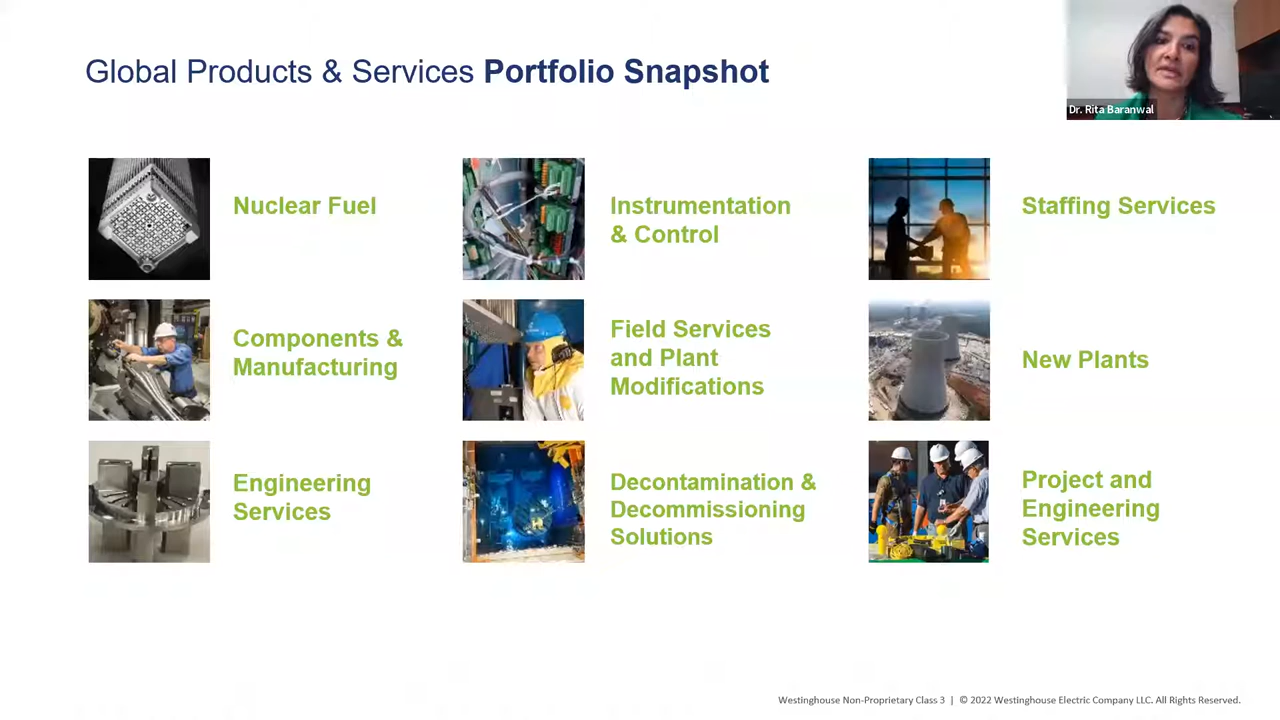 Global Products & Services Portfolio Snapshot
Dr. Rita Baranwal
Nuclear Fuel
Instrumentation
& Control
Staffing Services
Components &
Manufacturing
Field Services
and Plant
Modifications
New Plants
Engineering
Services
Decontamination &
Decommissioning
Solutions
Project and
Engineering
Services
Westinghouse Non-Proprietary Class 3 | © 2022 Westinghouse Electric Company LLC. All Rights Reserved.